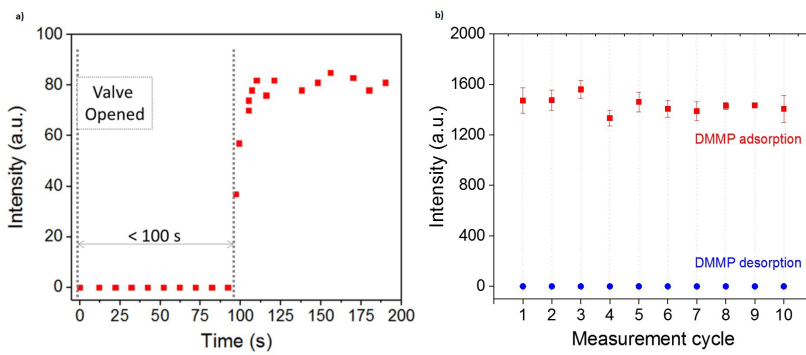 a)
100
80
60
40
20
0
Intensity (a.u.)
Valve
Opened
< 100 s
0 25 50 75 100 125 150 175 200
Time (s)
b)
2000
1600
1200
800
400
0
Intensity (a.u.)
DMMP adsorption
DMMP desorption
1 2 3 4 5 6 7 8 9 10
Measurement cycle